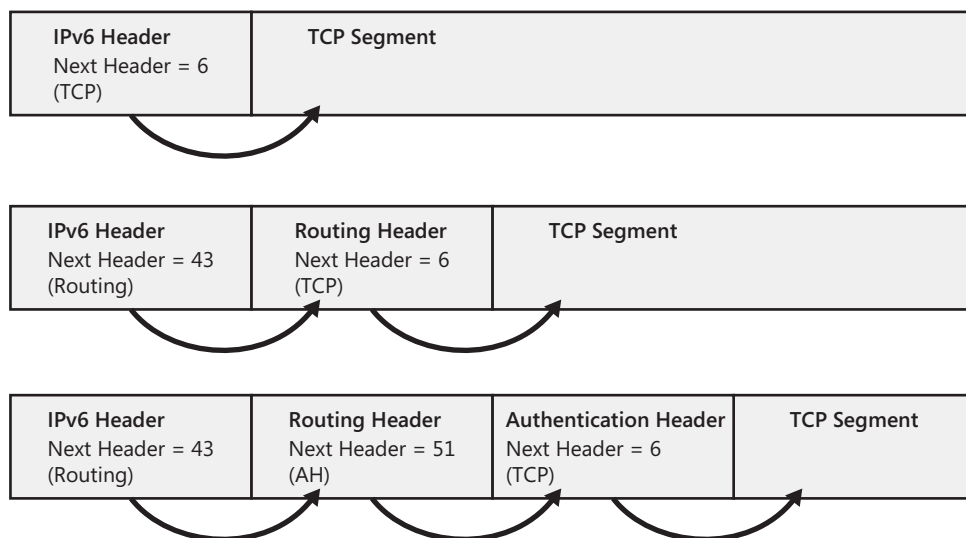 IPv6 Header
Next Header = 6
(TCP)
TCP Segment
IPv6 Header
Next Header = 43
(Routing)
Routing Header
Next Header = 6
(TCP)
TCP Segment
IPv6 Header
Next Header = 43
(Routing)
Routing Header
Next Header = 51
(AH)
Authentication Header
Next Header = 6
(TCP)
TCP Segment